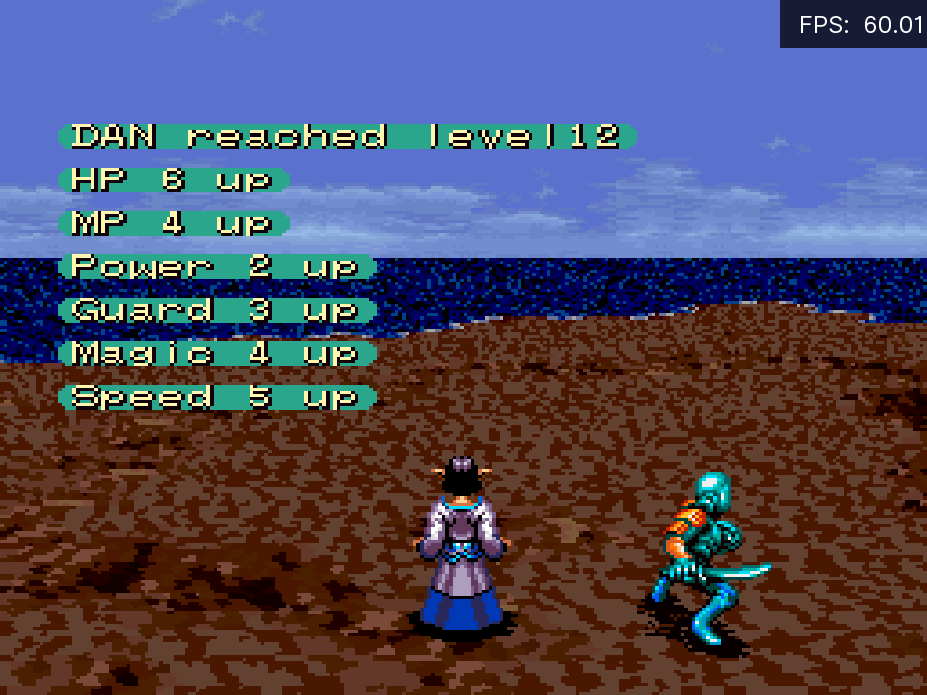 FPS: 60.01
DAN reached level12
HP 6 up
MP 4 up
Power 2 up
Guard 3 up
Magic 4 up
Speed 5 up